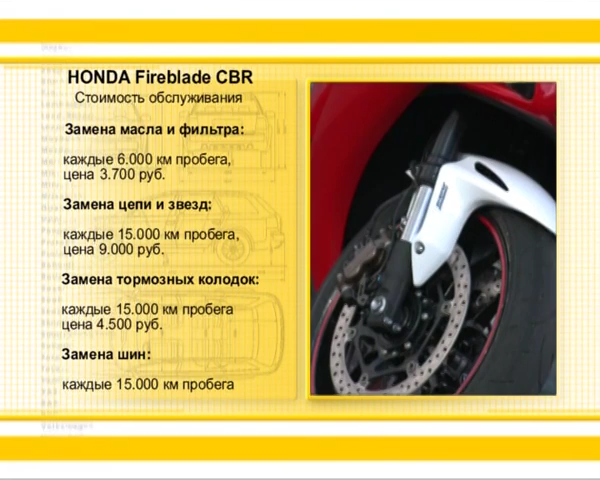 HONDA Fireblade CBR
Стоимость обслуживания
Замена масла и фильтра:
каждые 6.000 км пробега,
цена 3.700 руб.
Замена цепи и звезд:
каждые 15.000 км пробега,
цена 9.000 руб.
Замена тормозных колодок:
каждые 15.000 км пробега
цена 4.500 руб.
Замена шин:
каждые 15.000 км пробега